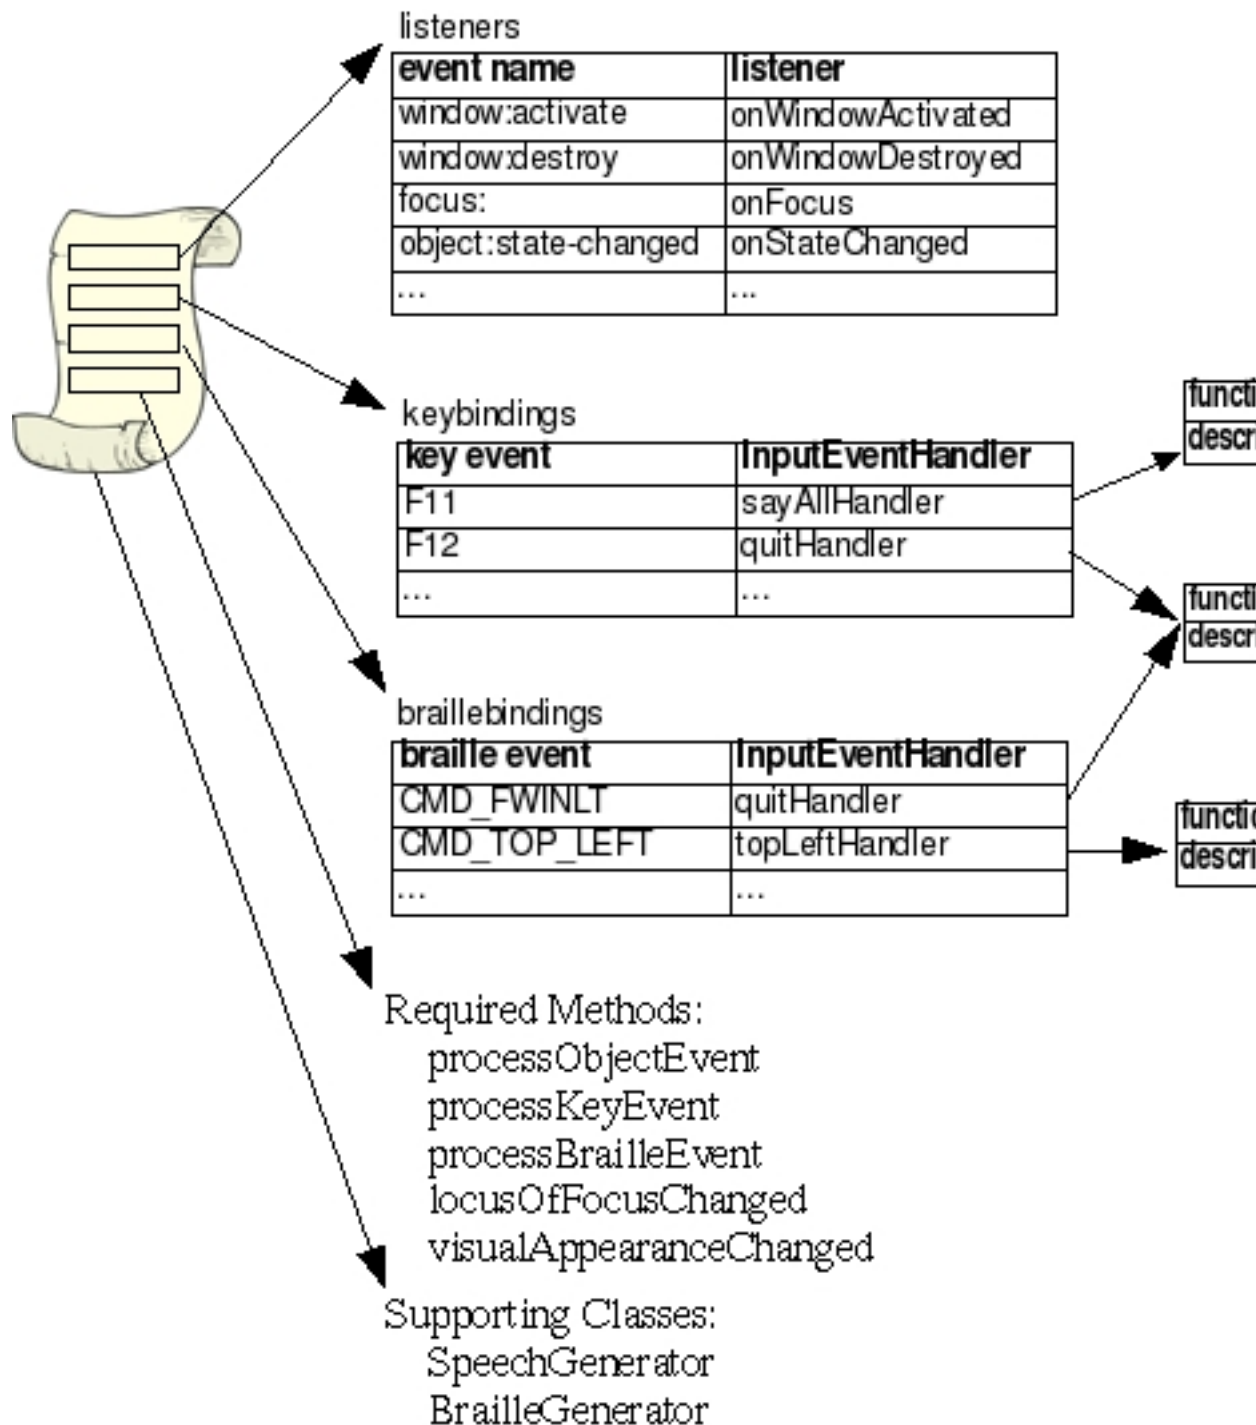 listeners
event name listener
window:activate onWindowActivated
window:destroy onWindowDestroyed
focus: onFocus
object:state-changed onStateChanged
... ...
keybindings
key event InputEventHandler
F11 sayAllHandler
F12 quitHandler
... ...
braillebindings
braille event InputEventHandler
CMD_FWINLT quitHandler
CMD_TOP_LEFT topLeftHandler
... ...
Required Methods:
processObjectEvent
processKeyEvent
processBrailleEvent
locusOfFocusChanged
visualAppearanceChanged
Supporting Classes:
SpeechGenerator
BrailleGenerator